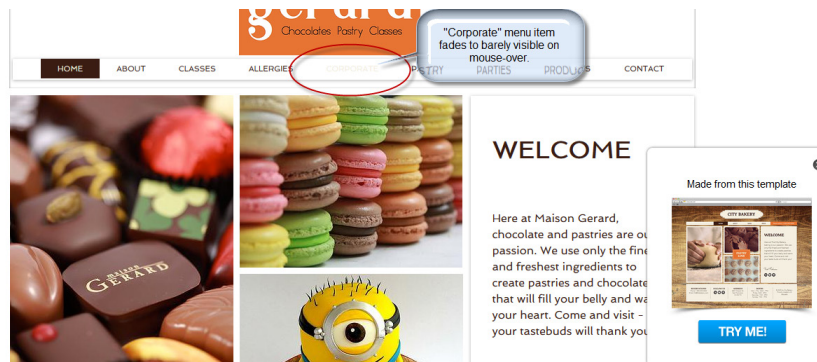 gerard
Chocolates Pastry Classes
"Corporate" menu item
fades to barely visible on
mouse-over.
HOME ABOUT CLASSES ALLERGIES CORPORATE PASTRY PARTIES PRODUCTS CONTACT
maison
GERARD
WELCOME
Here at Maison Gerard,
chocolate and pastries are ou
passion. We use only the fine
and freshest ingredients to
create pastries and chocolate
that will fill your belly and wa
your heart. Come and visit -
your tastebuds will thank you
Made from this template
CITY BAKERY
WELCOME
TRY ME!